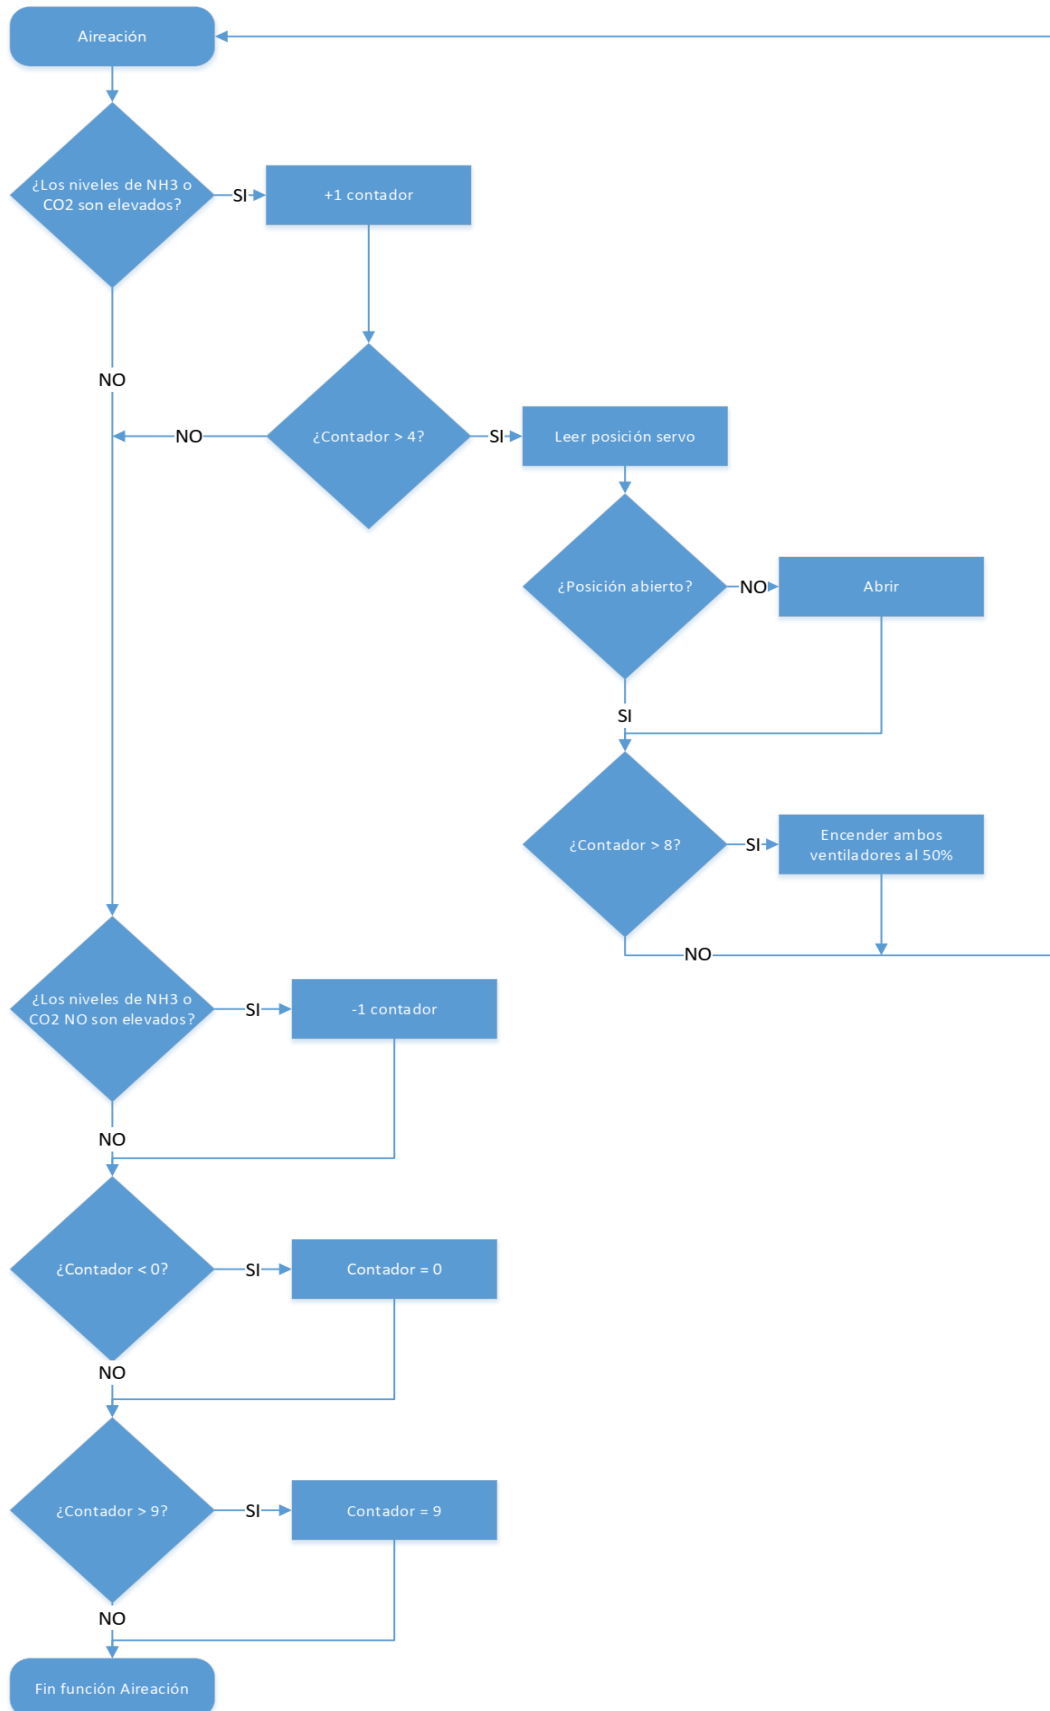 Aireación
¿Los niveles de NH3 o
CO2 son elevados?
SI
+1 contador
NO
¿Contador > 4?
NO
SI
Leer posición servo
¿Posición abierto?
NO
Abrir
SI
¿Contador > 8?
SI
Encender ambos
ventiladores al 50%
NO
¿Los niveles de NH3 o
CO2 NO son elevados?
SI
-1 contador
NO
¿Contador < 0?
SI
Contador = 0
NO
¿Contador > 9?
SI
Contador = 9
NO
Fin función Aireación